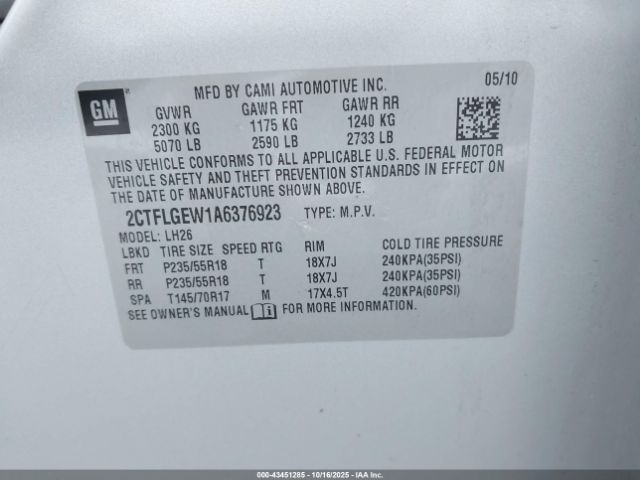 GM
MFD BY CAMI AUTOMOTIVE INC. 05/10
GVWR GAWR FRT GAWR RR
2300 KG 1175 KG 1240 KG
5070 LB 2590 LB 2733 LB
THIS VEHICLE CONFORMS TO ALL APPLICABLE U.S. FEDERAL MOTOR
VEHICLE SAFETY AND THEFT PREVENTION STANDARDS IN EFFECT ON
THE DATE OF MANUFACTURE SHOWN ABOVE.
2CTFLGEW1A6376923 TYPE: M.P.V.
MODEL: LH26
LBKD TIRE SIZE SPEED RTG RIM COLD TIRE PRESSURE
FRT P235/55R18 T 18X7J 240KPA(35PSI)
RR P235/55R18 T 18X7J 240KPA(35PSI)
SPA T145/70R17 M 17X4.5T 420KPA(60PSI)
SEE OWNER'S MANUAL FOR MORE INFORMATION.
000-43451285 - 10/16/2025 - IAAI.COM